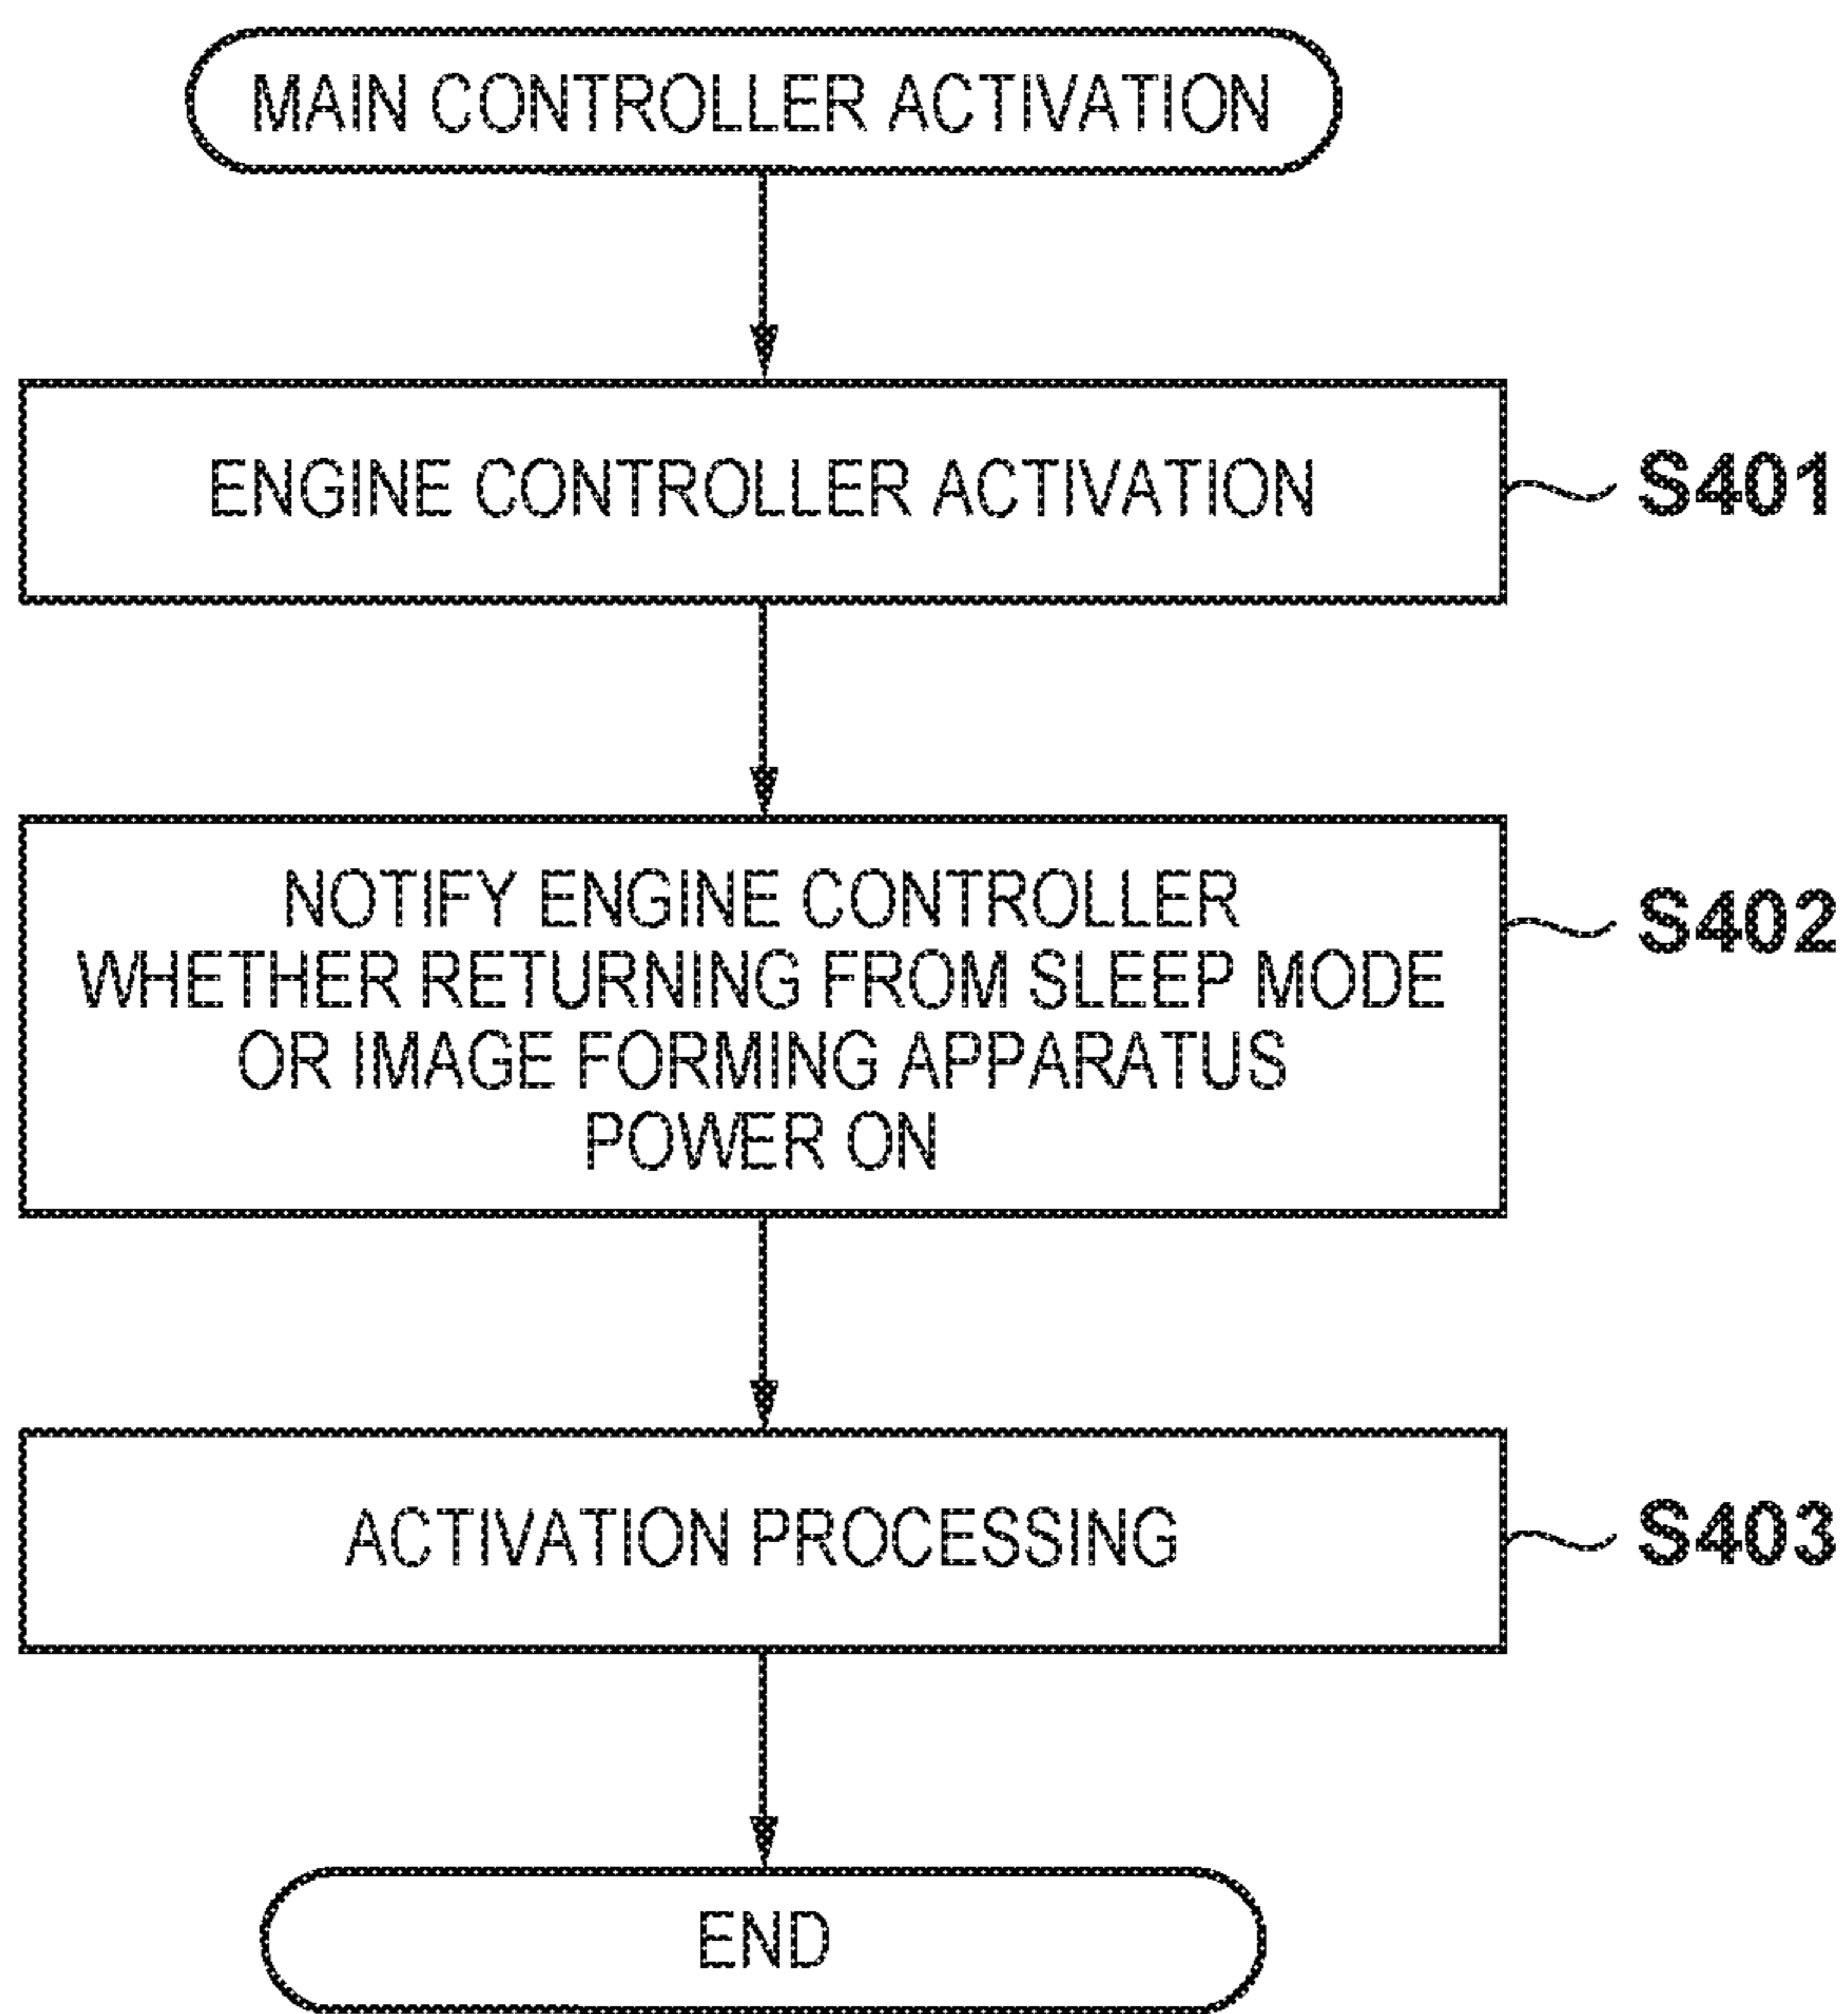 MAIN CONTROLLER ACTIVATION
ENGINE CONTROLLER ACTIVATION
S401
NOTIFY ENGINE CONTROLLER
WHETHER RETURNING FROM SLEEP MODE
OR IMAGE FORMING APPARATUS
POWER ON
S402
ACTIVATION PROCESSING
S403
END